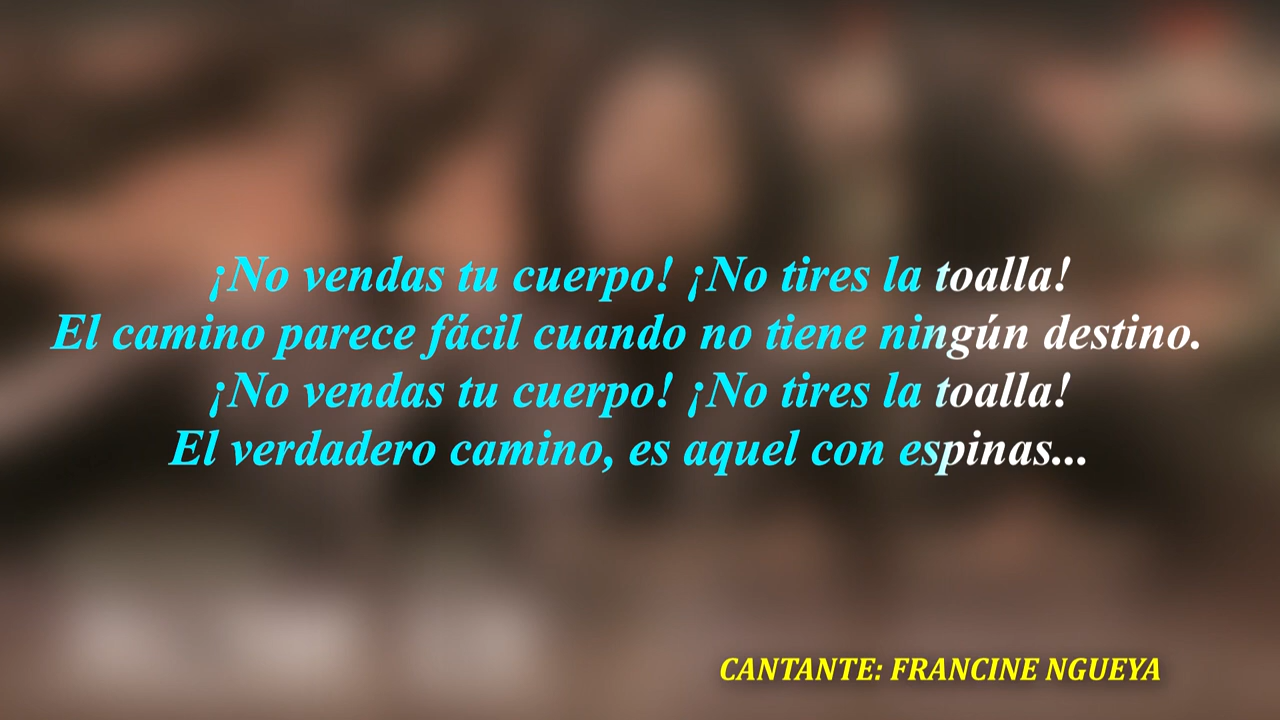 ¡No vendas tu cuerpo! ¡No tires la toalla!
El camino parece fácil cuando no tiene ningún destino.
¡No vendas tu cuerpo! ¡No tires la toalla!
El verdadero camino, es aquel con espinas...
CANTANTE: FRANCINE NGUEYA